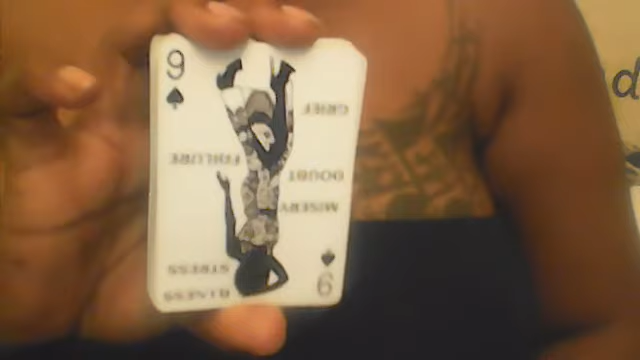 9
GRIEF
FAILURE
DOUBT
MISERY
STRESS
9
d